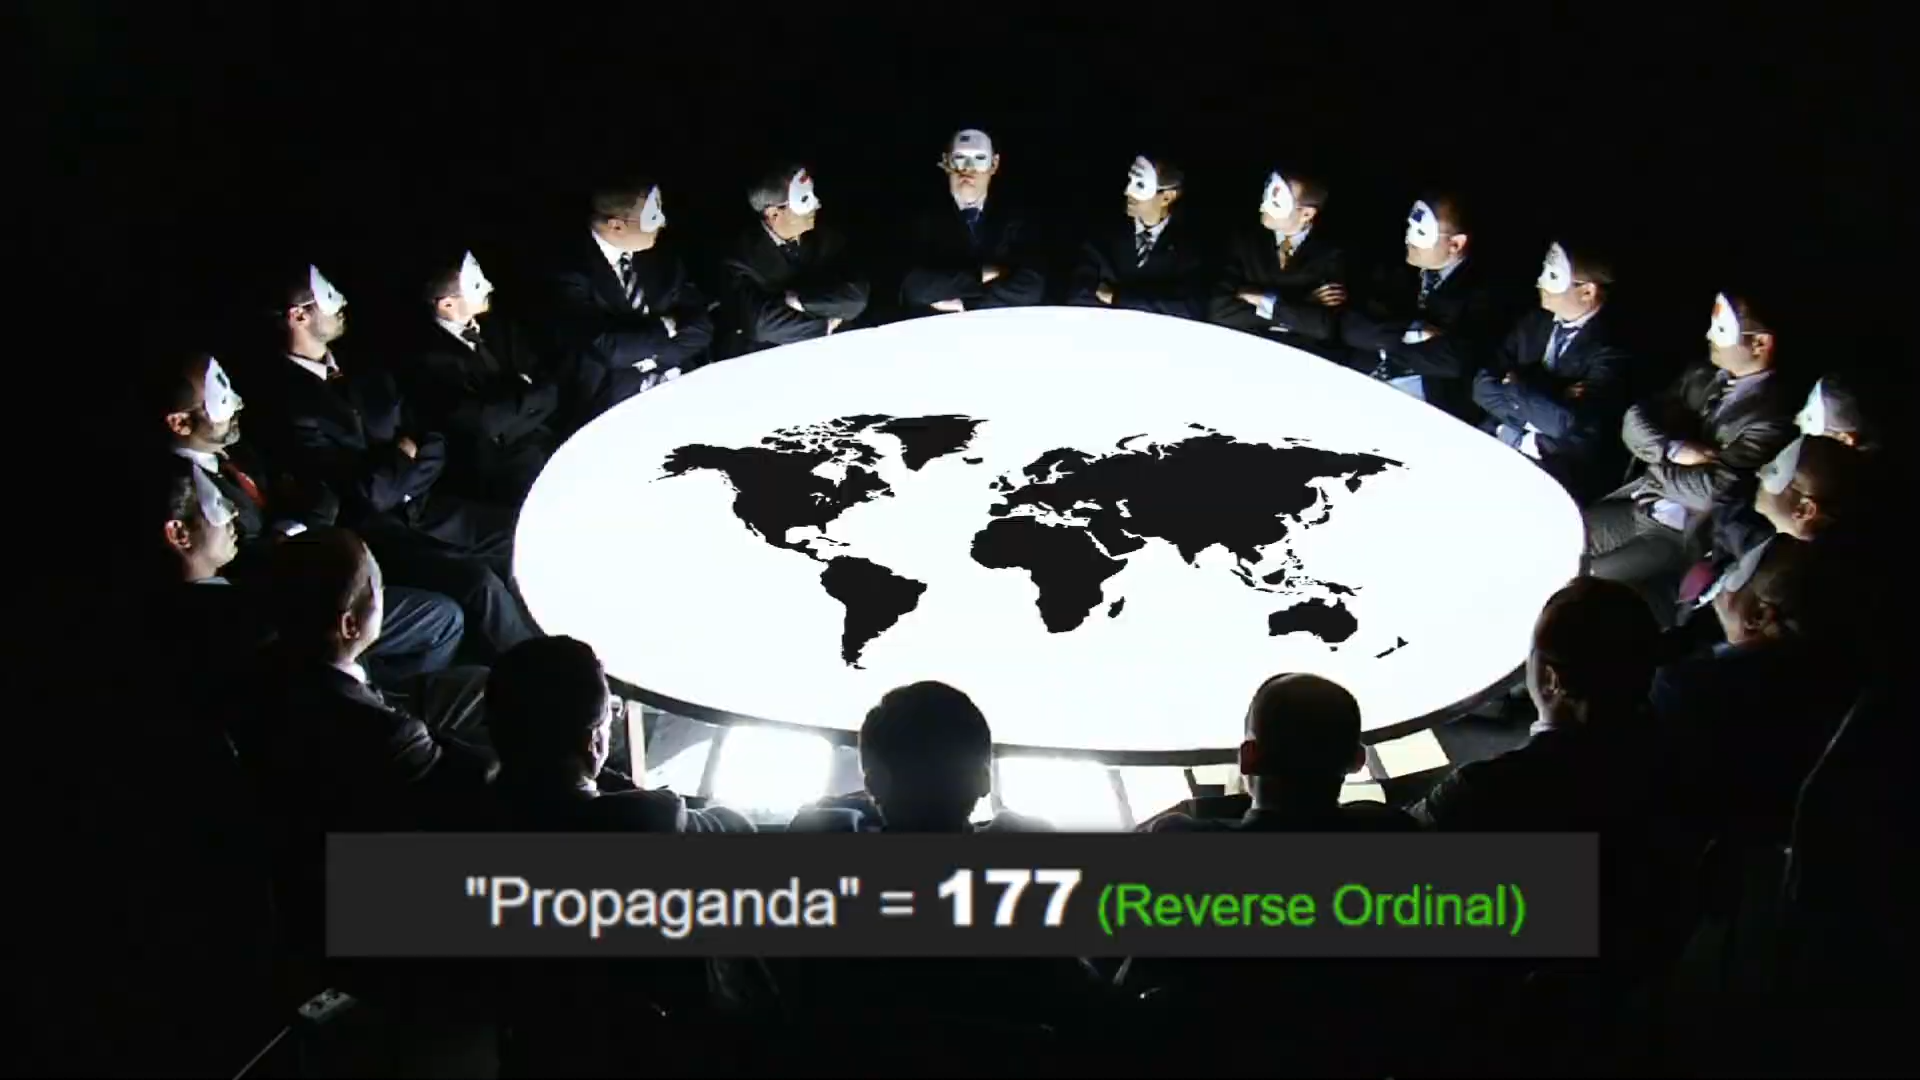 "Propaganda" = 177 (Reverse Ordinal)